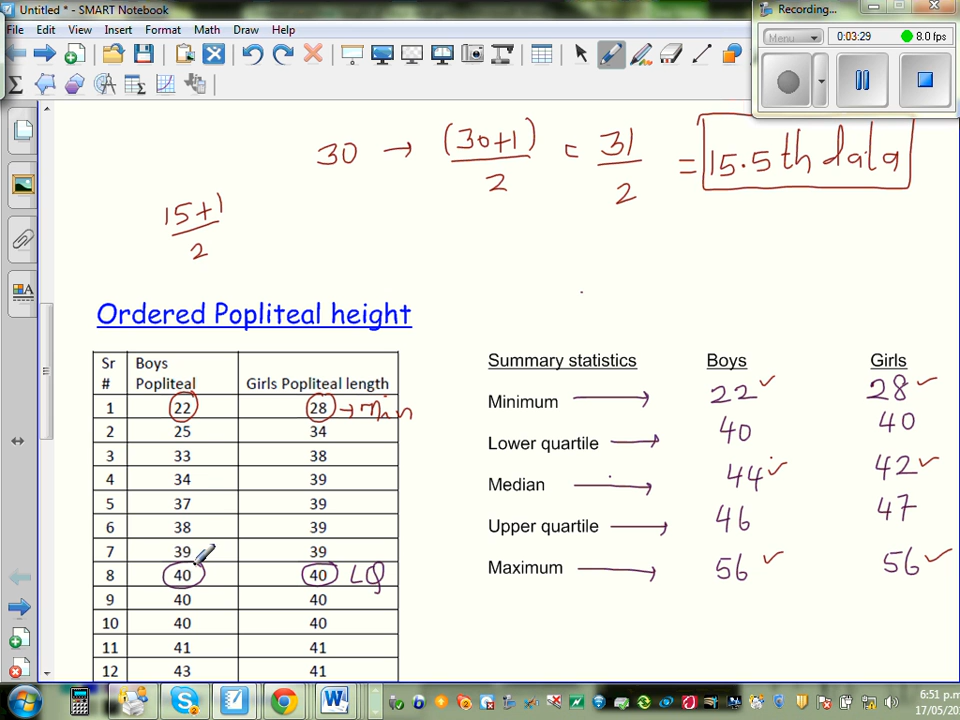 Untitled * - SMART Notebook
Recording...
File Edit View Insert Format Math Draw Help
Menu 0:03:29 8.0 fps
30 → (30+1)/2 = 31/2 = 15.5 th data
15+1/2
Ordered Popliteal height
Sr # Boys Popliteal Girls Popliteal length
1 22 28 → Min
2 25 34
3 33 38
4 34 39
5 37 39
6 38 39
7 39 39
8 40 40 LQ
9 40 40
10 40 40
11 41 41
12 43 41
Summary statistics Boys Girls
Minimum → 22 ✓ 28 ✓
Lower quartile → 40 40
Median → 44 ✓ 42 ✓
Upper quartile → 46 47
Maximum → 56 ✓ 56 ✓
6:51 p.m
17/05/20